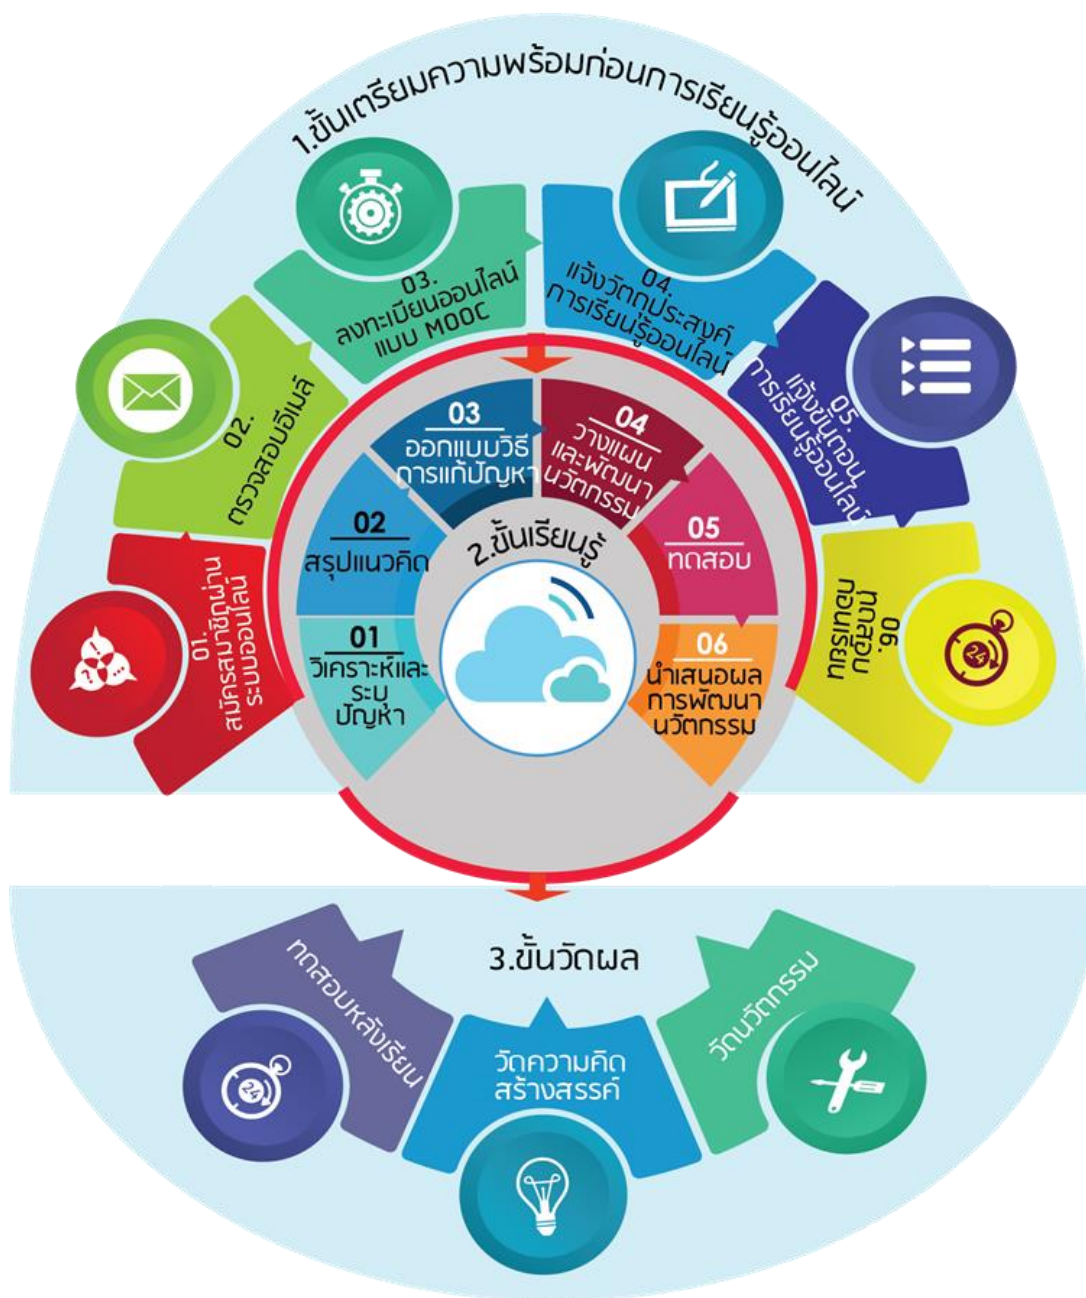 1.ขั้นเตรียมความพร้อมก่อนการเรียนรู้ออนไลน์
01.
สมัครสมาชิกผ่าน
ระบบออนไลน์
02.
ตรวจสอบอีเมล์
03.
ลงทะเบียนออนไลน์
แบบ MOOC
04.
แจ้งวัตถุประสงค์
การเรียนรู้ออนไลน์
05.
แจ้งขั้นตอน
การเรียนรู้ออนไลน์
06.
ทดสอบ
ก่อนเรียน
2.ขั้นเรียนรู้
01
วิเคราะห์และ
ระบุ
ปัญหา
02
สรุปแนวคิด
03
ออกแบบวิธี
การแก้ปัญหา
04
วางแผน
และพัฒนา
นวัตกรรม
05
ทดสอบ
06
นำเสนอผล
การพัฒนา
นวัตกรรม
3.ขั้นวัดผล
ทดสอบหลังเรียน
วัดความคิด
สร้างสรรค์
วัดนวัตกรรม
24
24